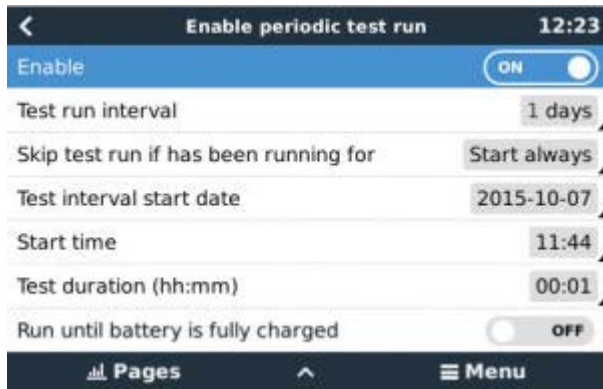 Enable periodic test run 12:23
Enable ON
Test run interval 1 days
Skip test run if has been running for Start always
Test interval start date 2015-10-07
Start time 11:44
Test duration (hh:mm) 00:01
Run until battery is fully charged OFF
Pages Menu